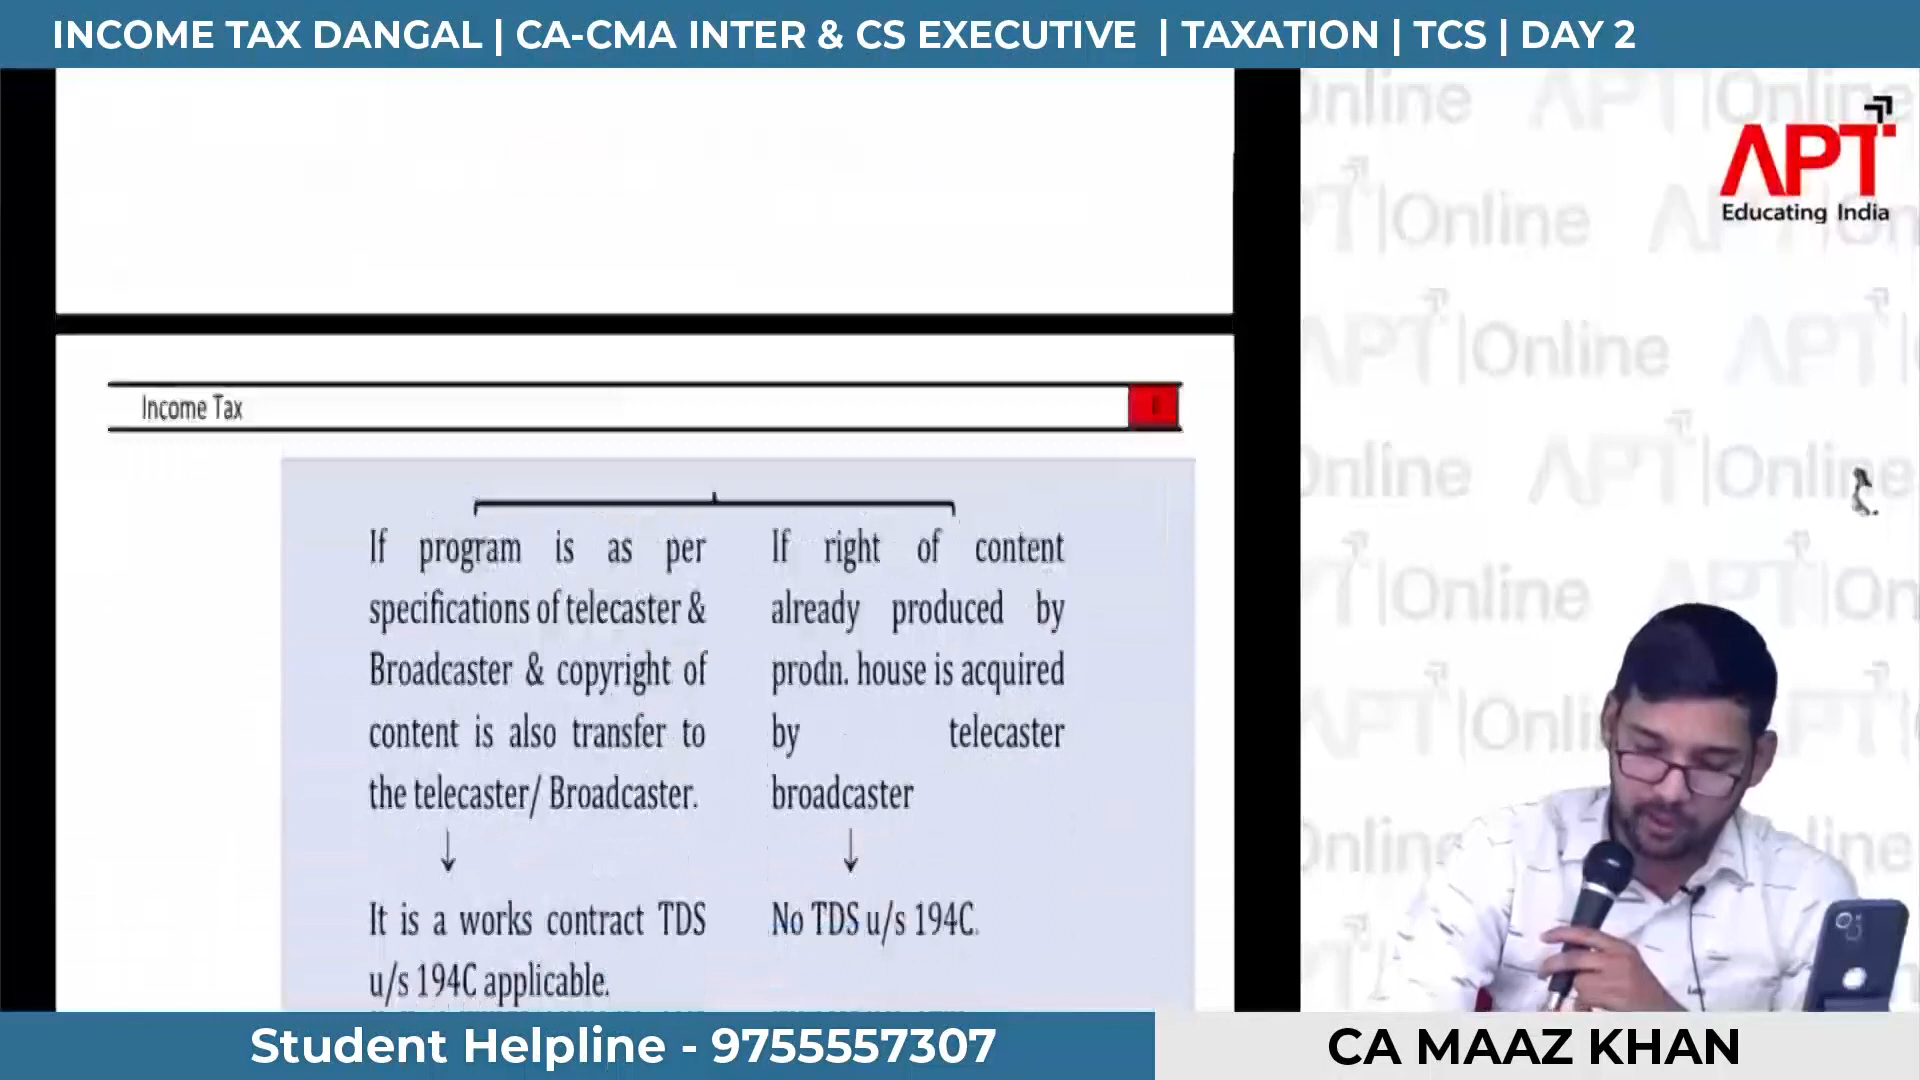 INCOME TAX DANGAL | CA-CMA INTER & CS EXECUTIVE | TAXATION | TCS | DAY 2
APT
Educating India
Income Tax
If program is as per
specifications of telecaster &
Broadcaster & copyright of
content is also transfer to
the telecaster/ Broadcaster.
↓
It is a works contract TDS
u/s 194C applicable.
If right of content
already produced by
prodn. house is acquired
by telecaster
broadcaster
↓
No TDS u/s 194C.
APT|Online
Student Helpline - 9755557307
CA MAAZ KHAN